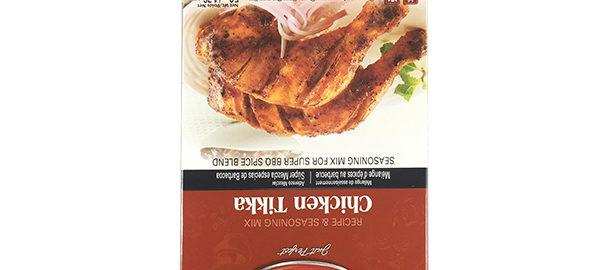 Just Perfect
RECIPE & SEASONING MIX
Chicken Tikka
Mélange de assaisonnement
Mélange d'épices au barbecue
Aderezo Mezclar
Súper Mezcla especias de Barbacoa
SEASONING MIX FOR SUPER BBQ SPICE BLEND
Net Wt./Poids Net